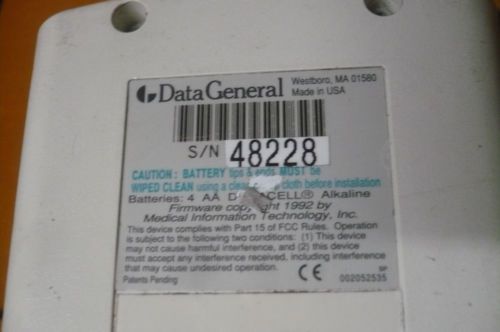 Data General
Westboro, MA 01580
Made in USA
S/N 48228
CAUTION: BATTERY tips & ends MUST be
WIPED CLEAN using a clean cloth before installation
Batteries: 4 AA Alkaline
Firmware copyright 1992 by
Medical Information Technology, Inc.
This device complies with Part 15 of FCC Rules. Operation
is subject to the following two conditions: (1) This device
may not cause harmful interference, and (2) this device
must accept any interference received, including interference
that may cause undesired operation.
CE
SP
Patents Pending
002052535